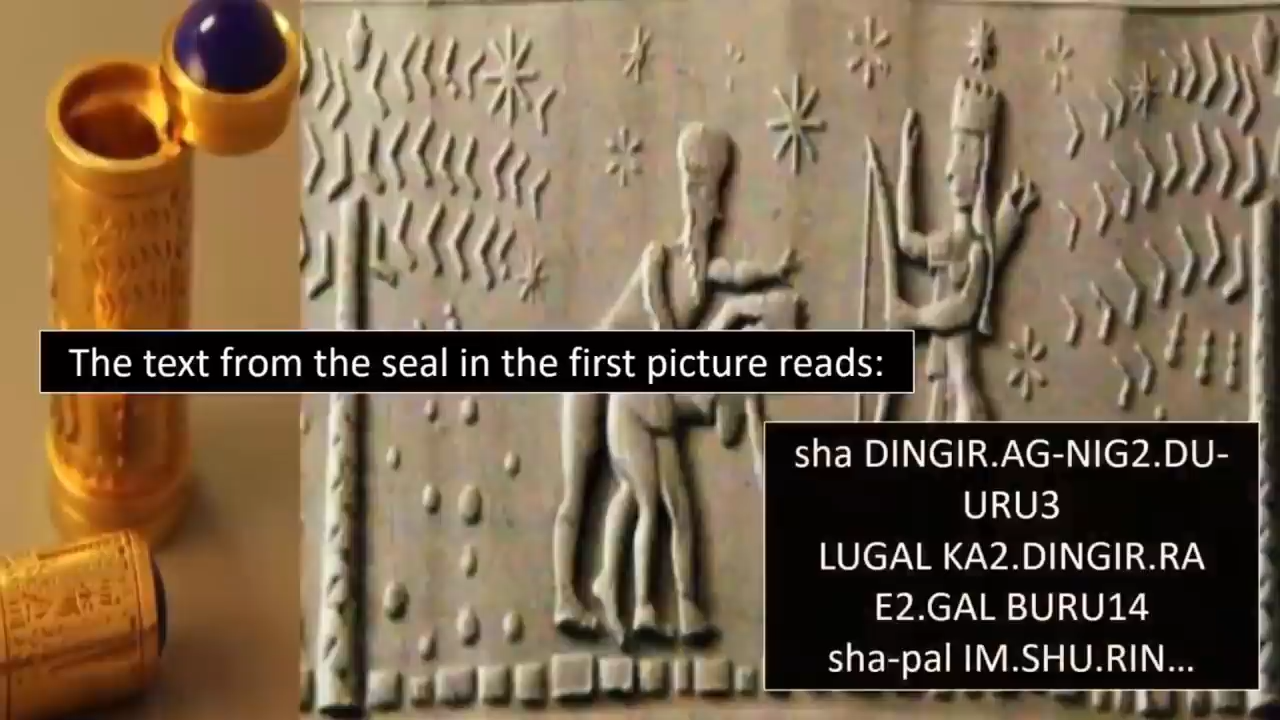 The text from the seal in the first picture reads:
sha DINGIR.AG-NIG2.DU-
URU3
LUGAL KA2.DINGIR.RA
E2.GAL BURU14
sha-pal IM.SHU.RIN...